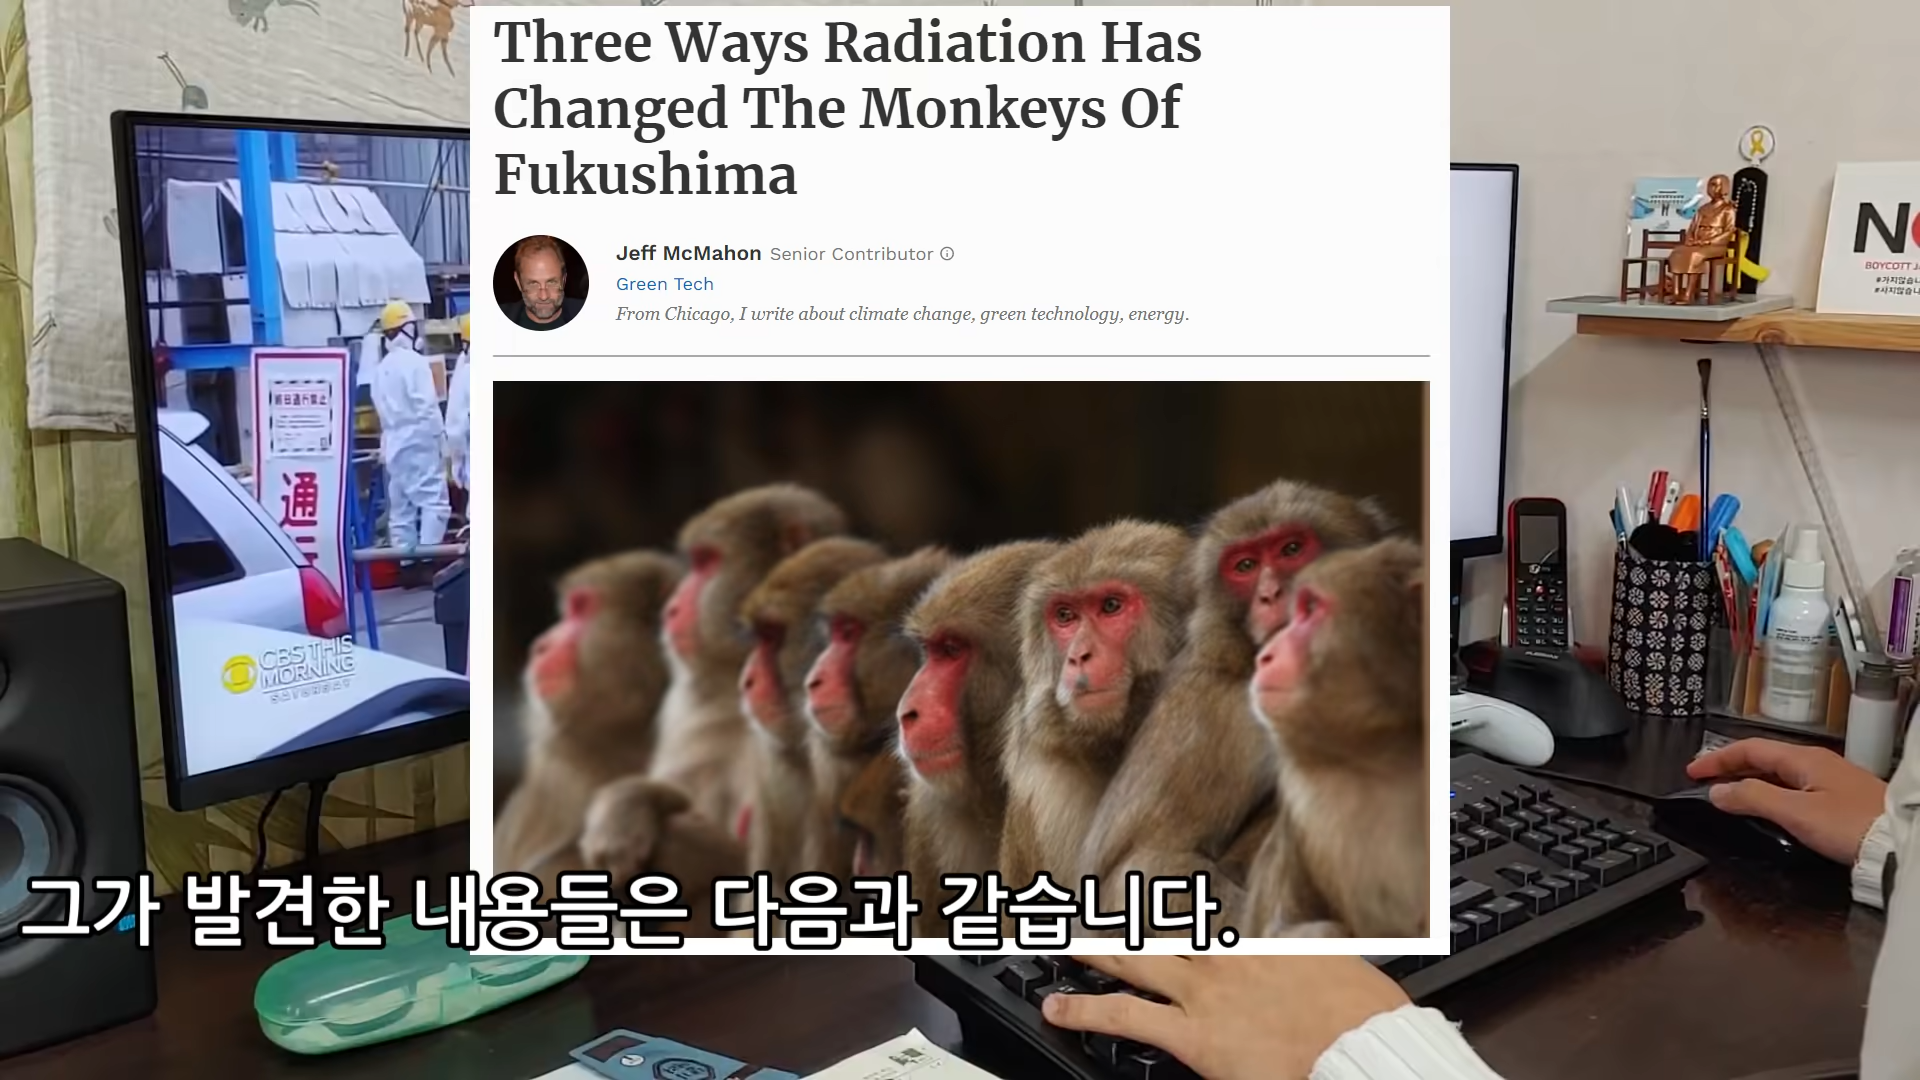 Three Ways Radiation Has
Changed The Monkeys Of
Fukushima
Jeff McMahon Senior Contributor
Green Tech
From Chicago, I write about climate change, green technology, energy.
通
CBS THIS
MORNING
SATURDAY
BOYCOTT
그가 발견한 내용들은 다음과 같습니다.